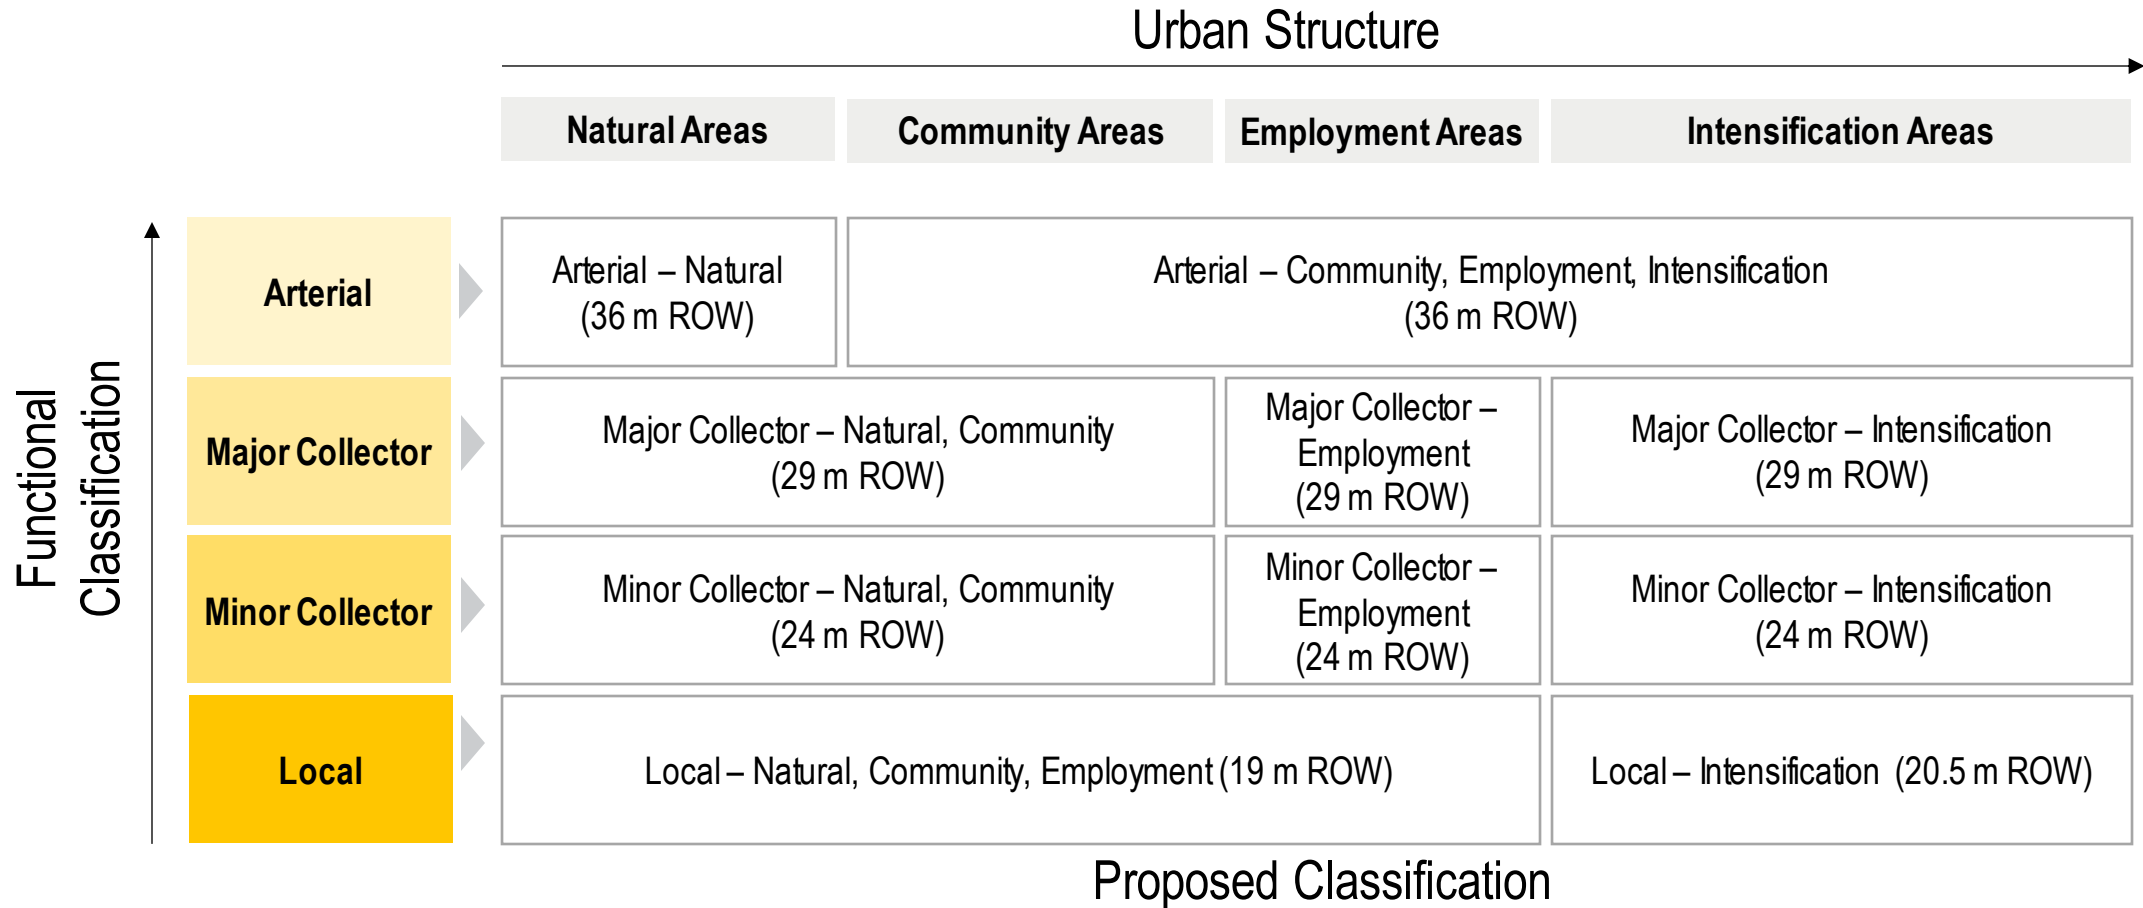 Urban Structure
Natural Areas
Community Areas
Employment Areas
Intensification Areas
Functional
Classification
Arterial
Arterial – Natural
(36 m ROW)
Arterial – Community, Employment, Intensification
(36 m ROW)
Major Collector
Major Collector – Natural, Community
(29 m ROW)
Major Collector –
Employment
(29 m ROW)
Major Collector – Intensification
(29 m ROW)
Minor Collector
Minor Collector – Natural, Community
(24 m ROW)
Minor Collector –
Employment
(24 m ROW)
Minor Collector – Intensification
(24 m ROW)
Local
Local – Natural, Community, Employment (19 m ROW)
Local – Intensification (20.5 m ROW)
Proposed Classification